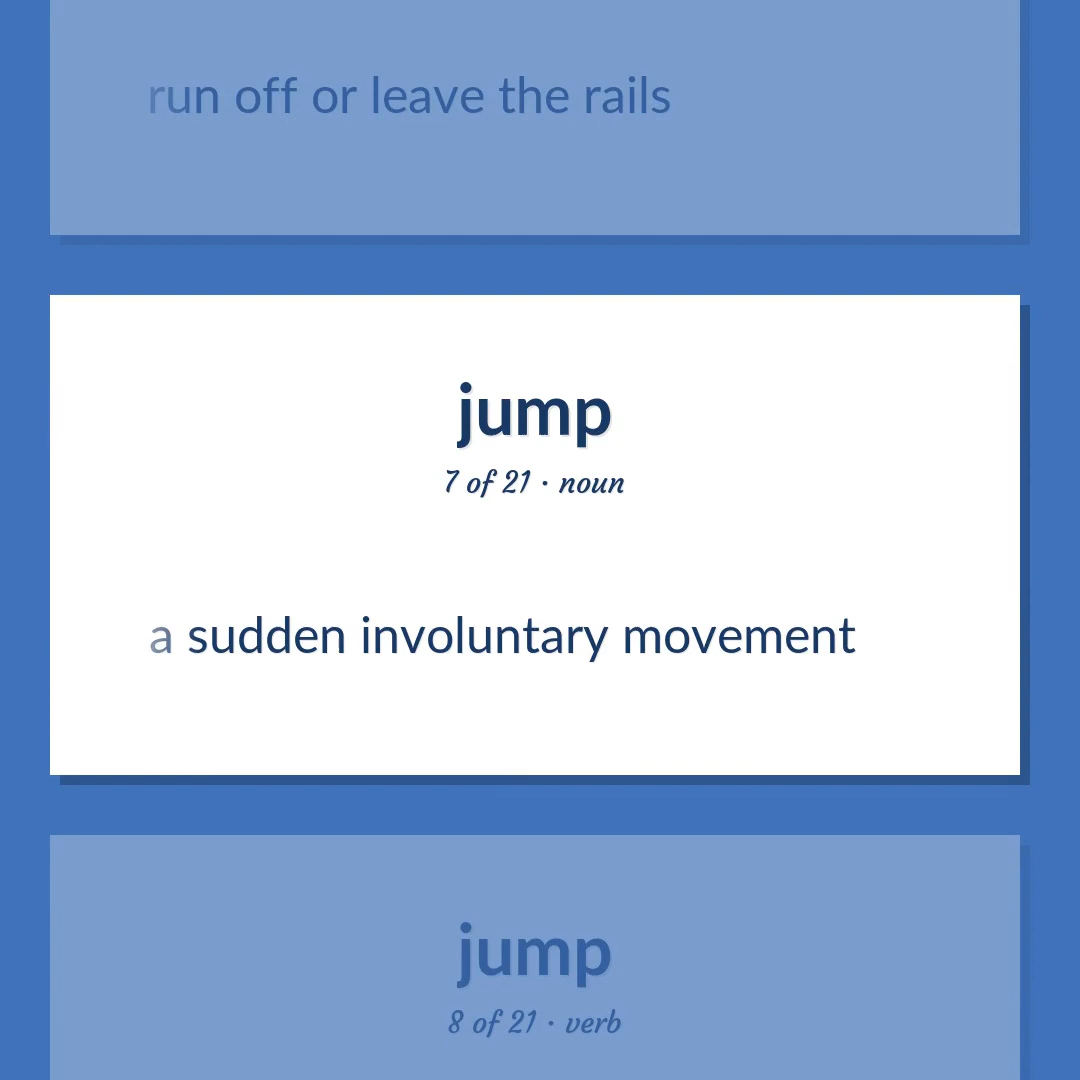 run off or leave the rails
jump
7 of 21 · noun
a sudden involuntary movement
jump
8 of 21 · verb